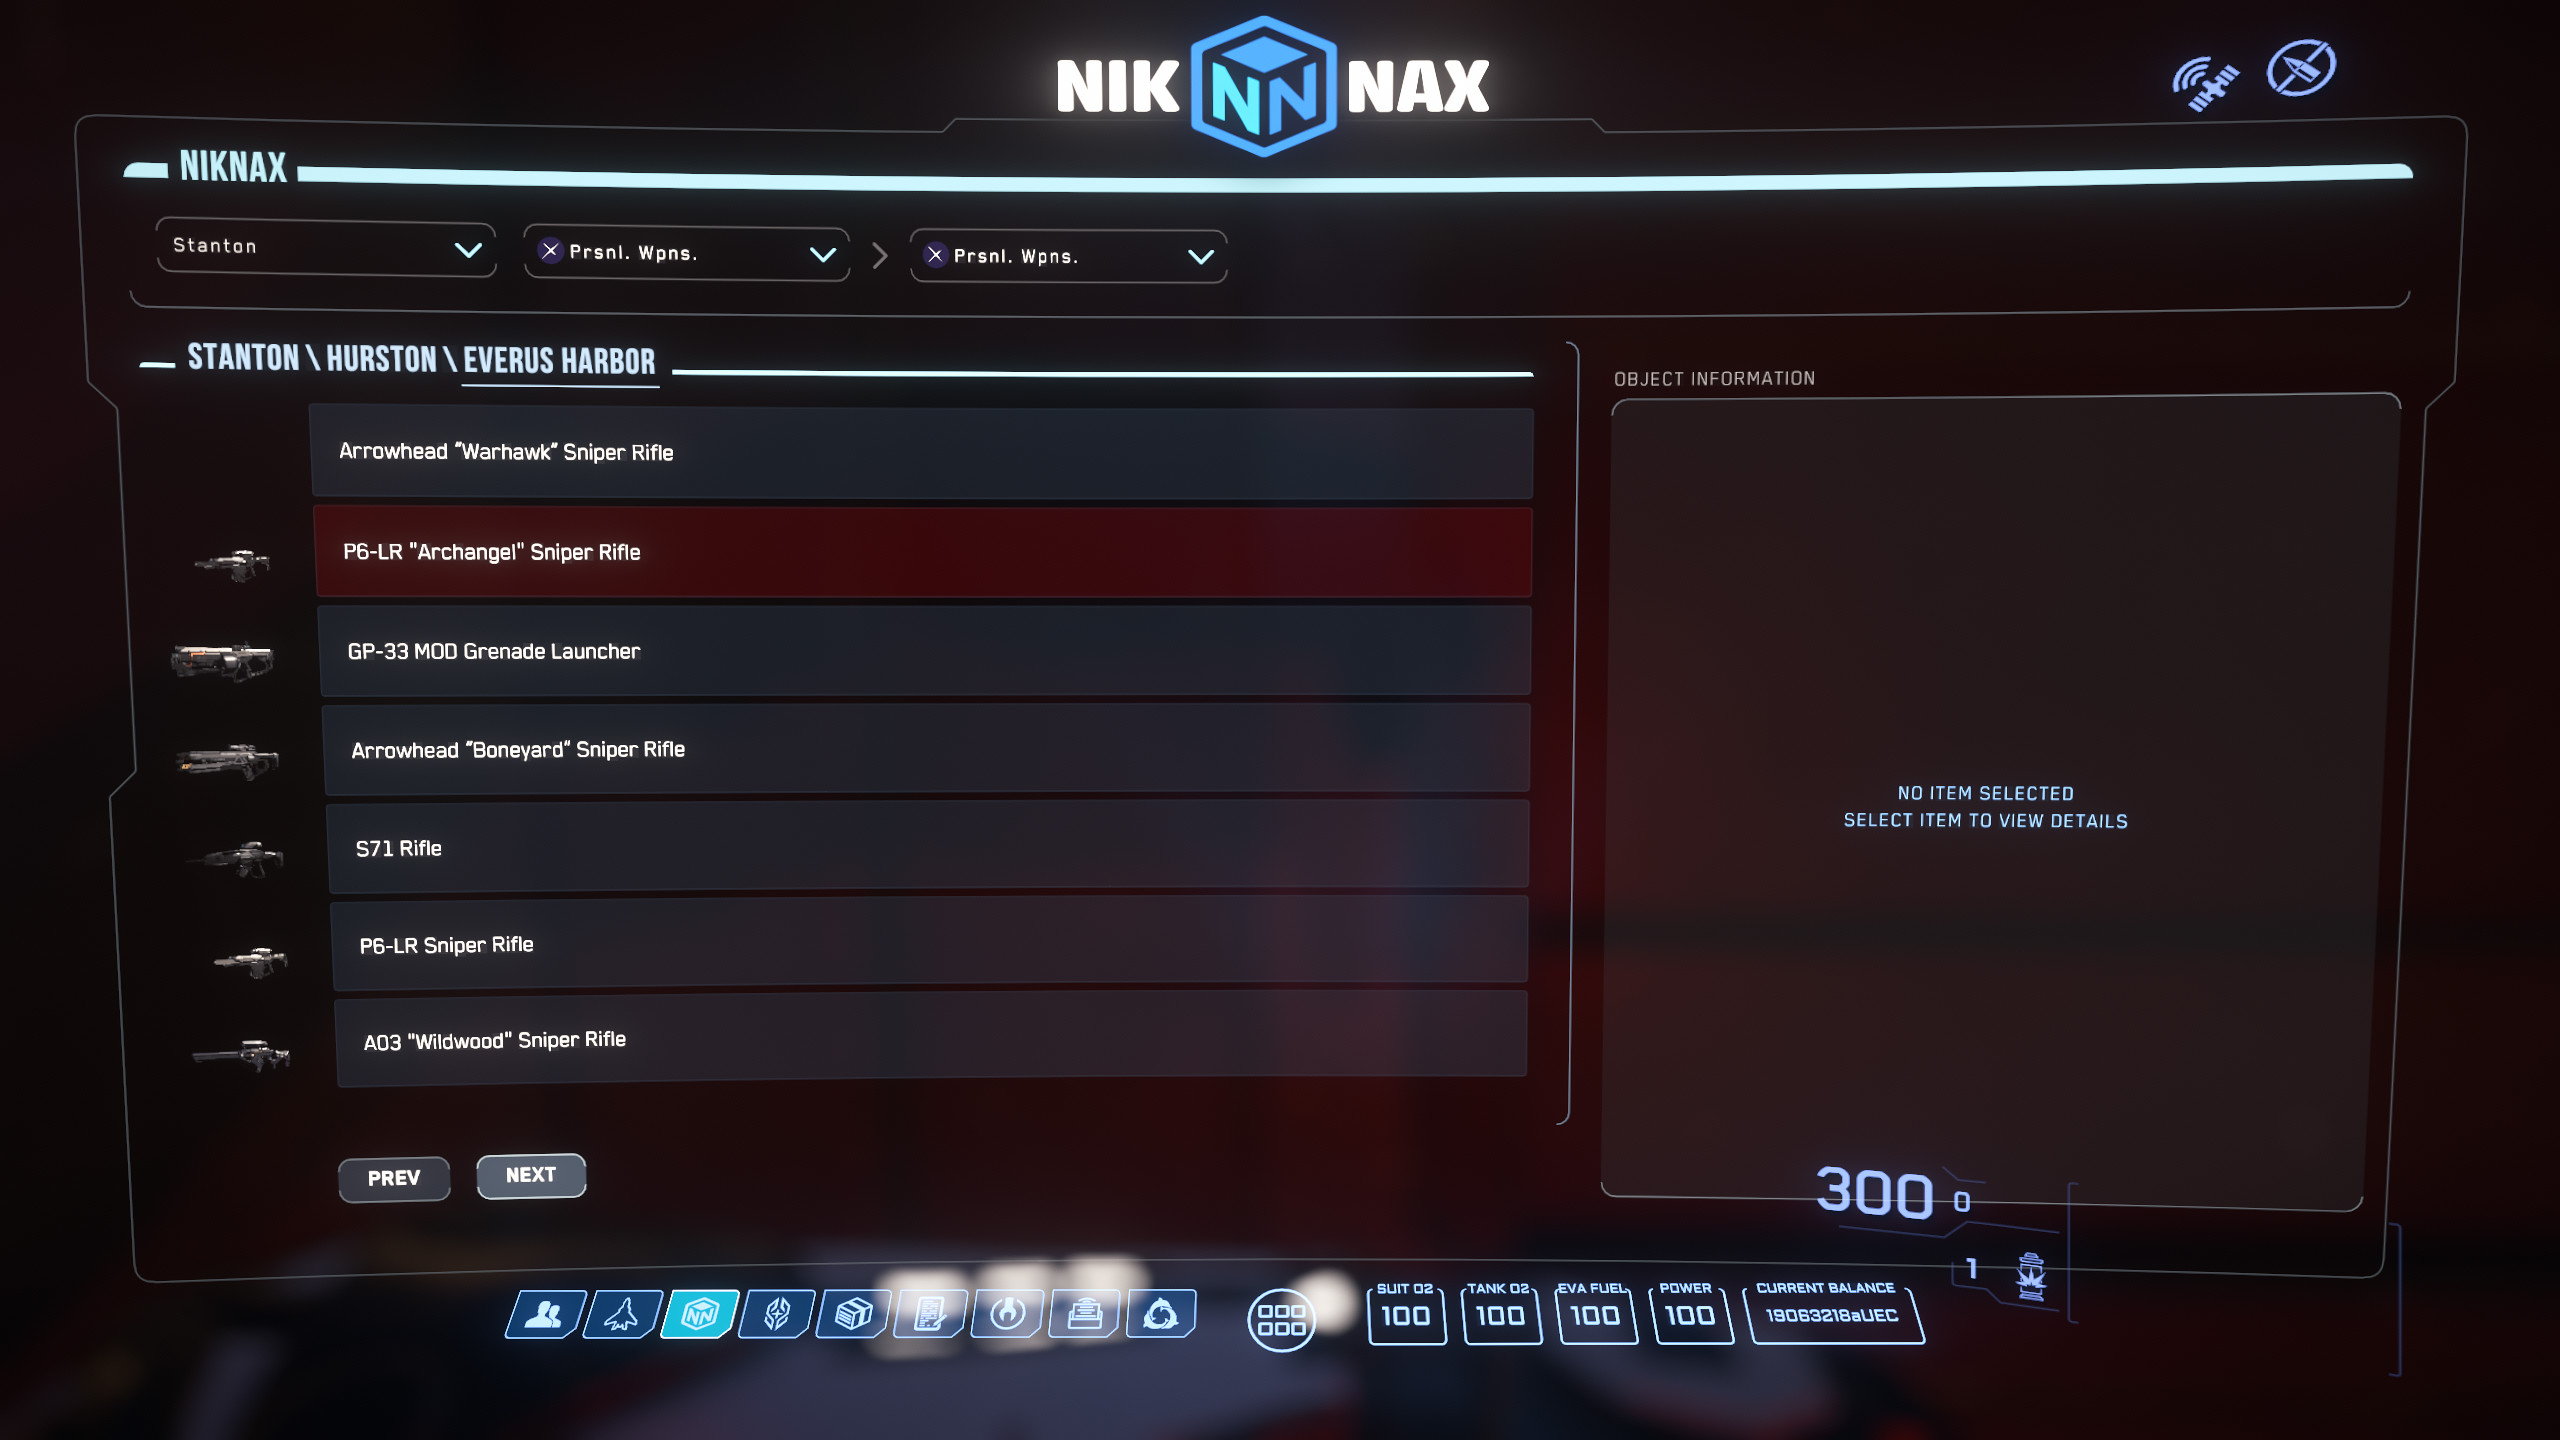 NIK NN NAX
NIKNAX
Stanton
Prsnl. Wpns.
Prsnl. Wpns.
STANTON \ HURSTON \ EVERUS HARBOR
OBJECT INFORMATION
Arrowhead “Warhawk” Sniper Rifle
P6-LR "Archangel" Sniper Rifle
GP-33 MOD Grenade Launcher
Arrowhead “Boneyard” Sniper Rifle
S71 Rifle
P6-LR Sniper Rifle
A03 "Wildwood" Sniper Rifle
NO ITEM SELECTED
SELECT ITEM TO VIEW DETAILS
PREV
NEXT
300 0
1
NN
SUIT O2
100
TANK O2
100
EVA FUEL
100
POWER
100
CURRENT BALANCE
19063218aUEC